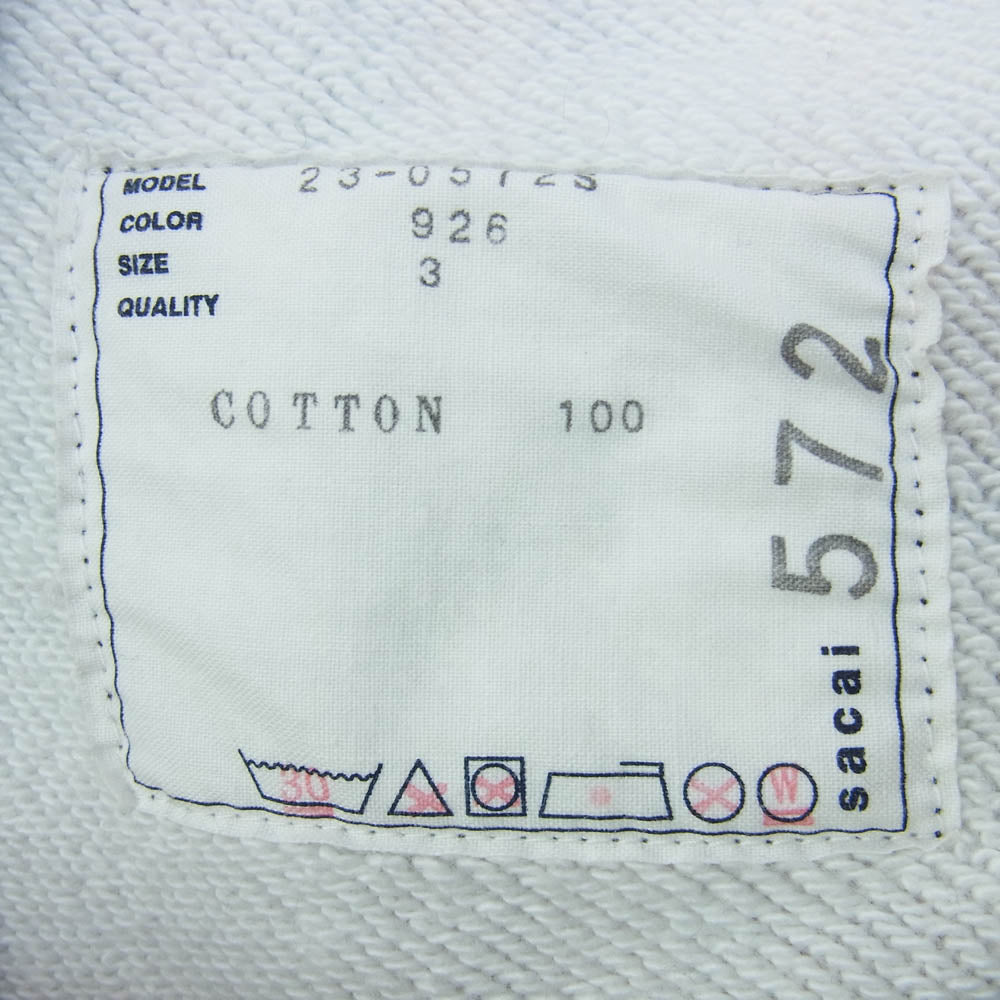 MODEL 23-0572S
COLOR 926
SIZE 3
QUALITY
COTTON 100
sacai 572
30
W